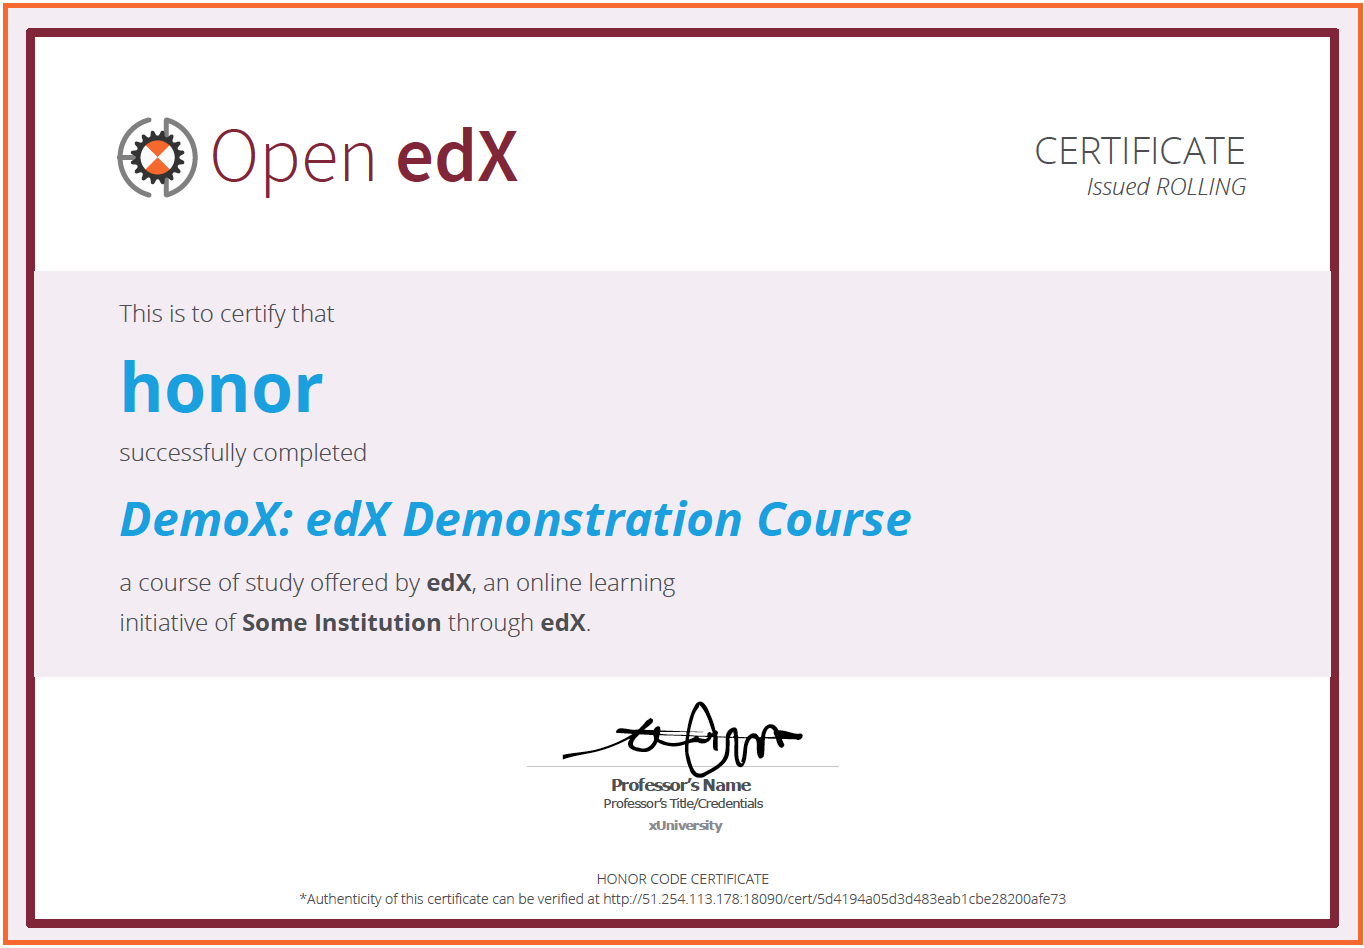 Open edX
CERTIFICATE
Issued ROLLING
This is to certify that
honor
successfully completed
DemoX: edX Demonstration Course
a course of study offered by edX, an online learning
initiative of Some Institution through edX.
Professor’s Name
Professor’s Title/Credentials
xUniversity
HONOR CODE CERTIFICATE
*Authenticity of this certificate can be verified at http://51.254.113.178:18090/cert/5d4194a05d3d483eab1cbe28200afe73